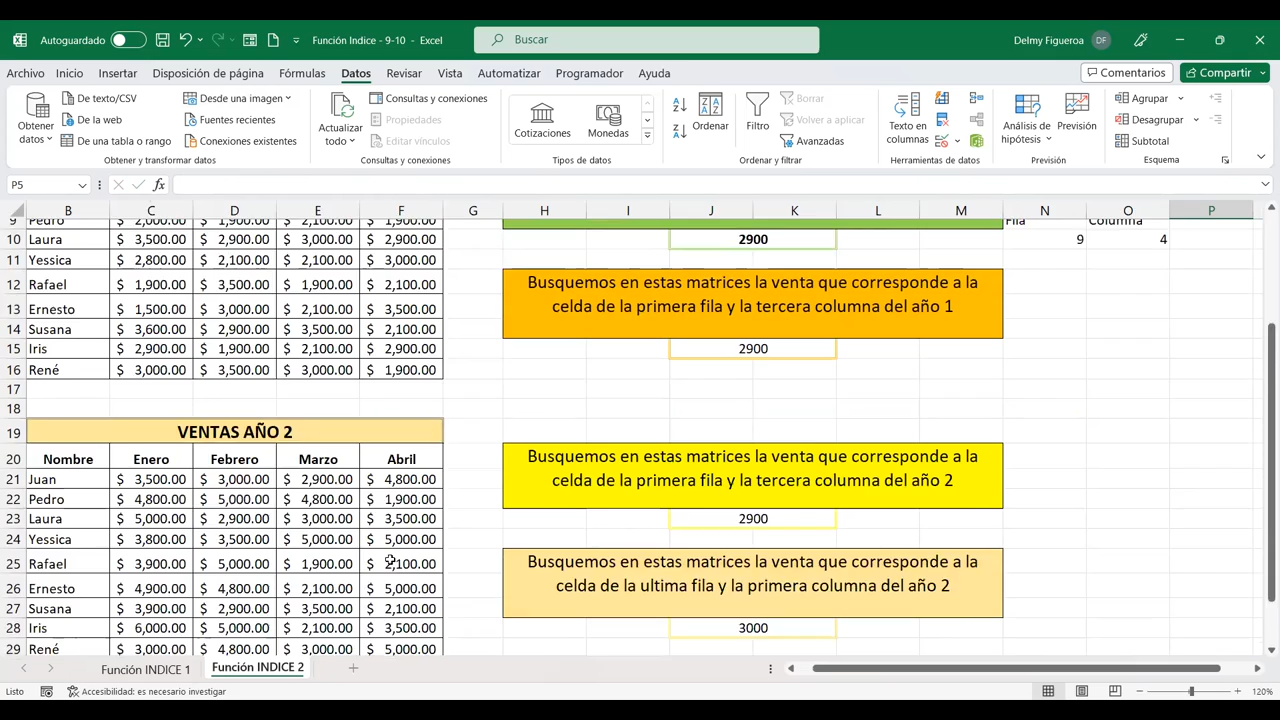 Autoguardado
Función Indice - 9-10 - Excel
Buscar
Delmy Figueroa DF
Archivo Inicio Insertar Disposición de página Fórmulas Datos Revisar Vista Automatizar Programador Ayuda Comentarios Compartir
Obtener datos
De texto/CSV
De la web
De una tabla o rango
Desde una imagen
Fuentes recientes
Conexiones existentes
Obtener y transformar datos
Actualizar todo
Consultas y conexiones
Propiedades
Editar vínculos
Consultas y conexiones
Cotizaciones
Monedas
Tipos de datos
Ordenar
Filtro
Borrar
Volver a aplicar
Avanzadas
Ordenar y filtrar
Texto en columnas
Herramientas de datos
Análisis de hipótesis
Previsión
Previsión
Agrupar
Desagrupar
Subtotal
Esquema
P5 fx
B C D E F G H I J K L M N O P
9 Pedro $ 2,000.00 $ 1,900.00 $ 3,000.00 $ 1,900.00 Fila Columna
10 Laura $ 3,500.00 $ 2,900.00 $ 3,000.00 $ 2,900.00 2900 9 4
11 Yessica $ 2,800.00 $ 2,100.00 $ 2,100.00 $ 3,000.00
12 Rafael $ 1,900.00 $ 3,500.00 $ 1,900.00 $ 2,100.00
13 Ernesto $ 1,500.00 $ 3,000.00 $ 2,100.00 $ 3,500.00
14 Susana $ 3,600.00 $ 2,900.00 $ 3,500.00 $ 2,100.00
15 Iris $ 2,900.00 $ 1,900.00 $ 2,100.00 $ 2,900.00
16 René $ 3,000.00 $ 3,500.00 $ 3,000.00 $ 1,900.00
Busquemos en estas matrices la venta que corresponde a la
celda de la primera fila y la tercera columna del año 1
2900
17
18
19 VENTAS AÑO 2
20 Nombre Enero Febrero Marzo Abril
21 Juan $ 3,500.00 $ 3,000.00 $ 2,900.00 $ 4,800.00
22 Pedro $ 4,800.00 $ 5,000.00 $ 4,800.00 $ 1,900.00
23 Laura $ 5,000.00 $ 2,900.00 $ 3,000.00 $ 3,500.00
24 Yessica $ 3,800.00 $ 3,500.00 $ 5,000.00 $ 5,000.00
25 Rafael $ 3,900.00 $ 5,000.00 $ 1,900.00 $ 2,100.00
26 Ernesto $ 4,900.00 $ 4,800.00 $ 2,100.00 $ 5,000.00
27 Susana $ 3,900.00 $ 2,900.00 $ 3,500.00 $ 2,100.00
28 Iris $ 6,000.00 $ 5,000.00 $ 2,100.00 $ 3,500.00
29 René $ 3,000.00 $ 4,800.00 $ 3,000.00 $ 5,000.00
Busquemos en estas matrices la venta que corresponde a la
celda de la primera fila y la tercera columna del año 2
2900
Busquemos en estas matrices la venta que corresponde a la
celda de la ultima fila y la primera columna del año 2
3000
Función INDICE 1 Función INDICE 2
Listo Accesibilidad: es necesario investigar 120%